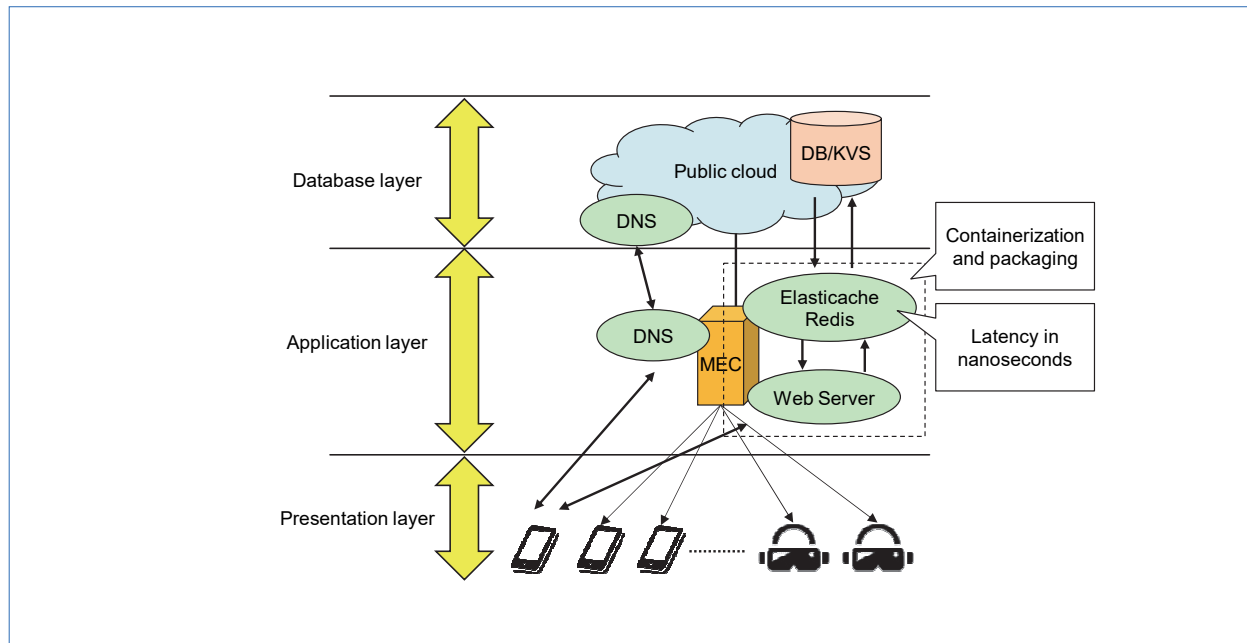 Database layer
Public cloud
DB/KVS
DNS
Containerization
and packaging
Application layer
Elasticache
Redis
DNS
MEC
Latency in
nanoseconds
Web Server
Presentation layer